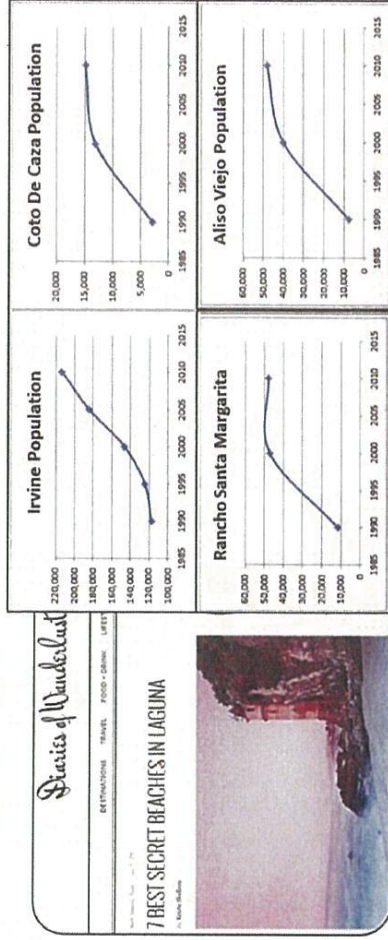 Diaries of Wanderlust
DESTINATIONS TRAVEL FOOD + DRINK LIFEST
7 BEST SECRET BEACHES IN LAGUNA
Irvine Population
220,000
200,000
180,000
160,000
140,000
120,000
100,000
1985 1990 1995 2000 2005 2010 2015
Coto De Caza Population
20,000
15,000
10,000
5,000
0
1985 1990 1995 2000 2005 2010 2015
Rancho Santa Margarita
60,000
50,000
40,000
30,000
20,000
10,000
0
1985 1990 1995 2000 2005 2010 2015
Aliso Viejo Population
60,000
50,000
40,000
30,000
20,000
10,000
0
1985 1990 1995 2000 2005 2010 2015